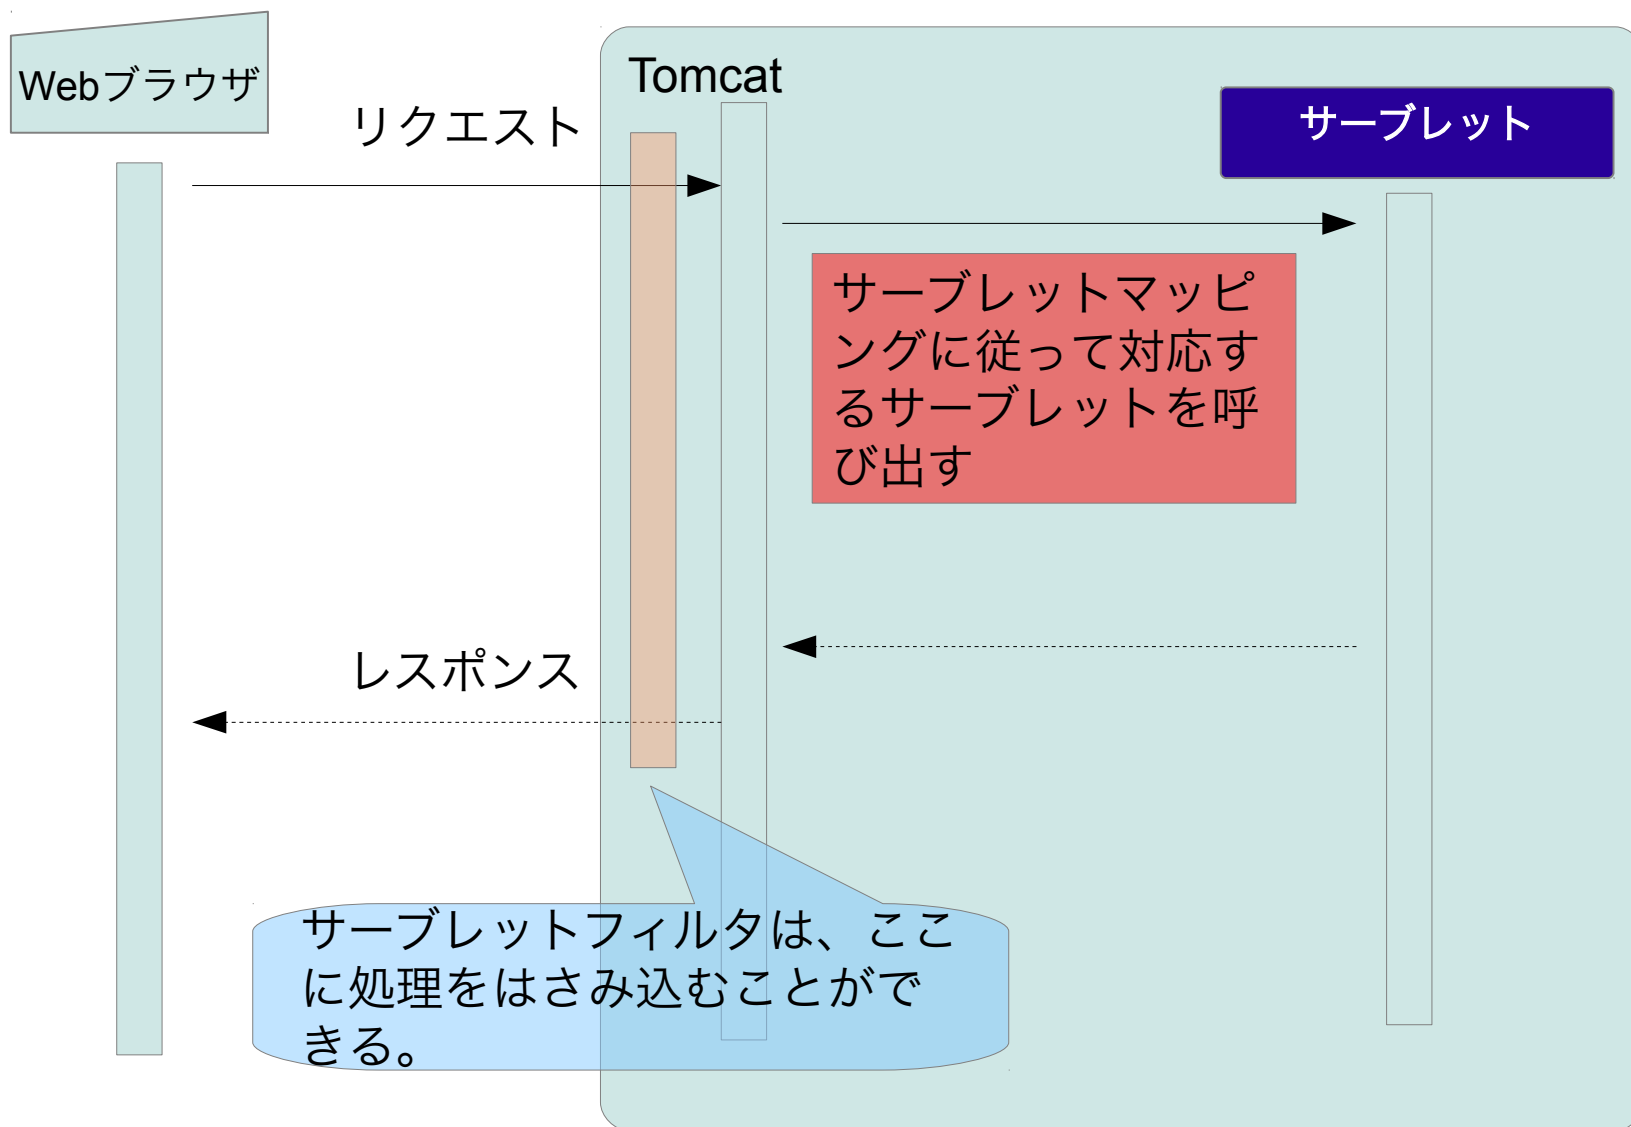 Webブラウザ
Tomcat
リクエスト
サーブレット
サーブレットマッピ
ングに従って対応す
るサーブレットを呼
び出す
レスポンス
サーブレットフィルタは、ここ
に処理をはさみ込むことがで
きる。